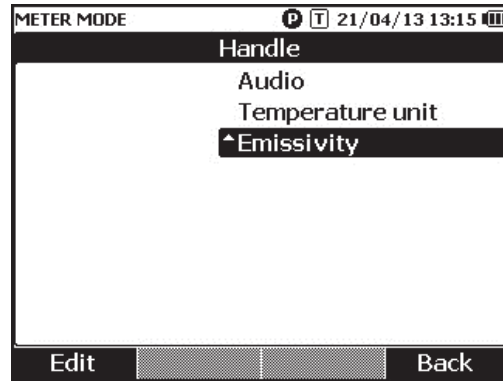 METER MODE P T 21/04/13 13:15
Handle
Audio
Temperature unit
Emissivity
Edit Back